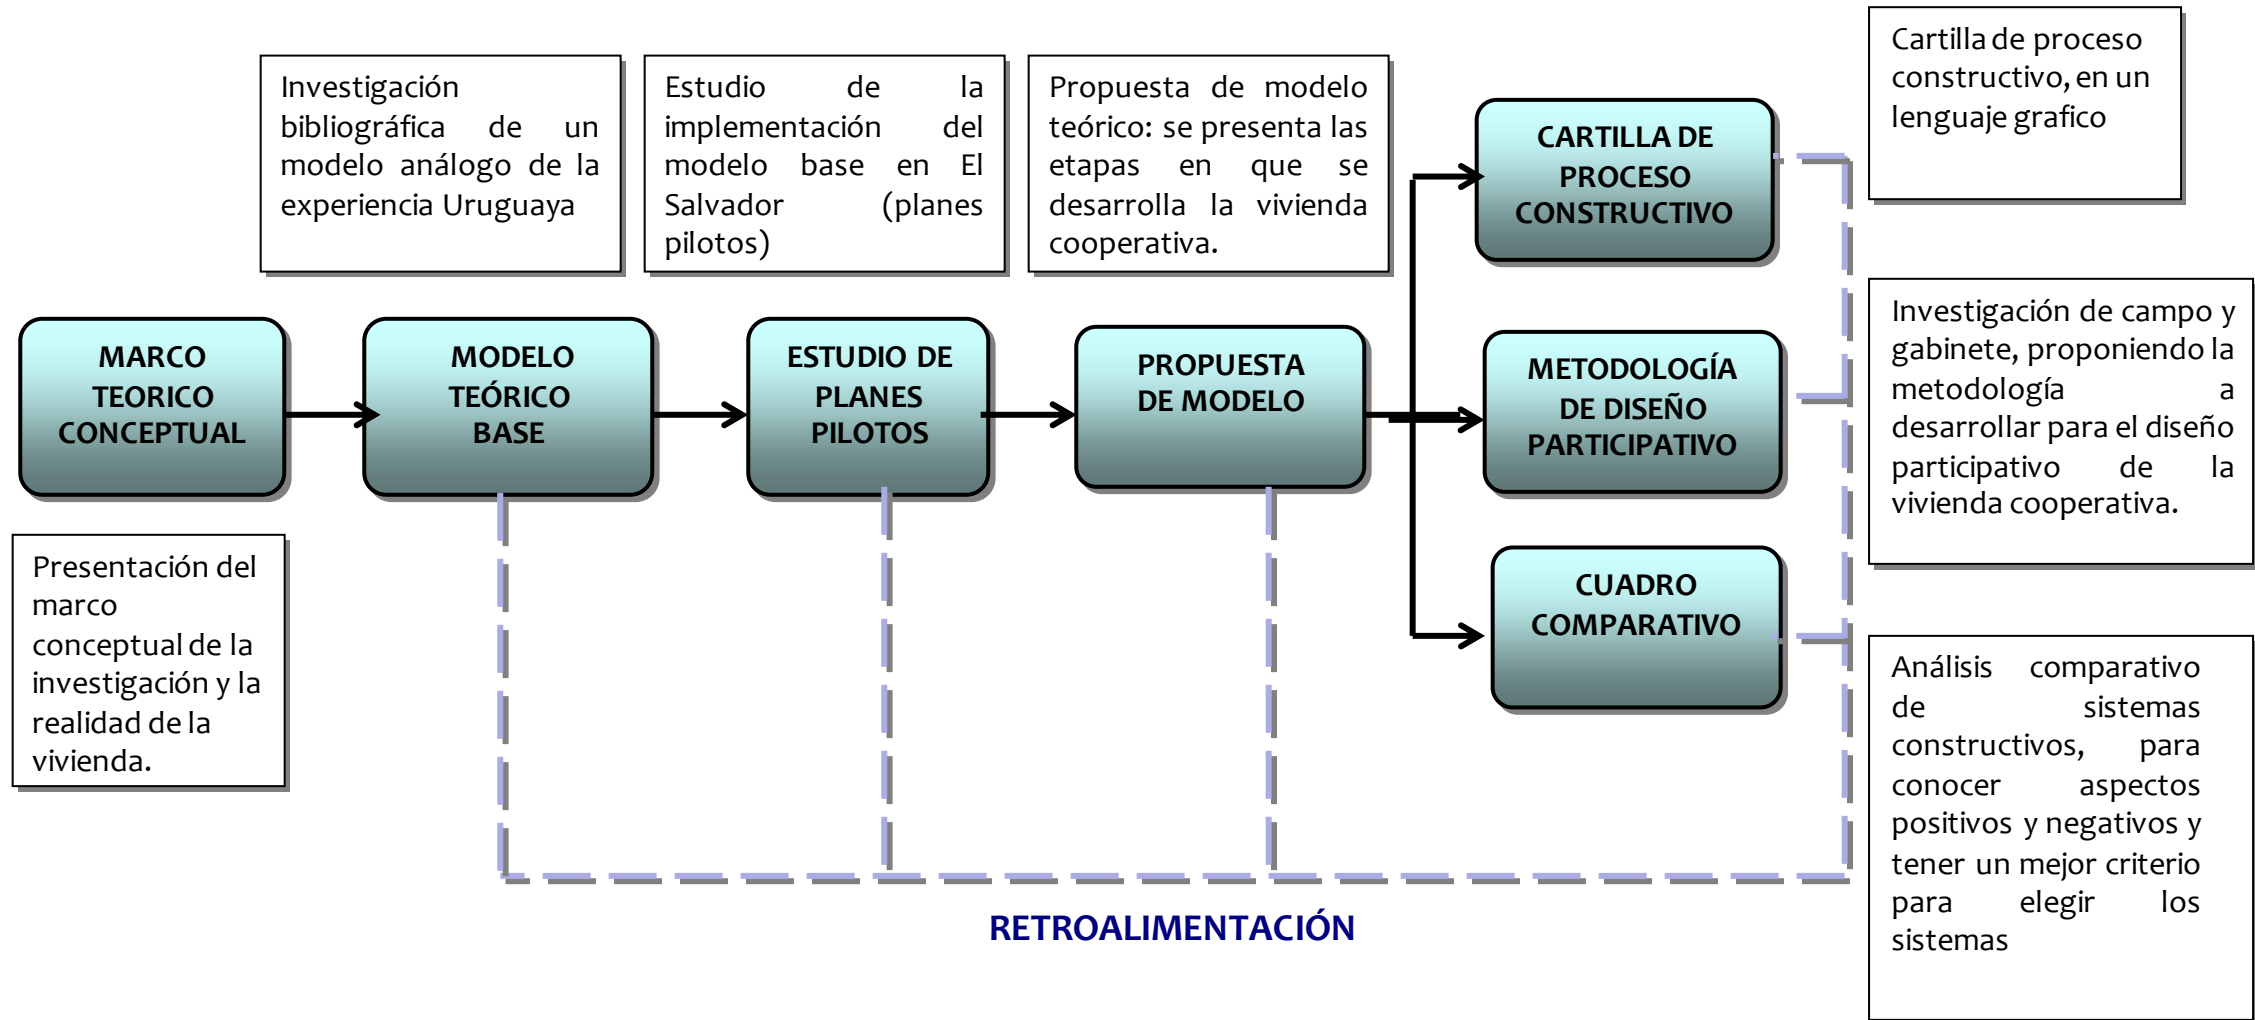 Investigación
bibliográfica de un
modelo análogo de la
experiencia Uruguaya
Estudio de la
implementación del
modelo base en El
Salvador (planes
pilotos)
Propuesta de modelo
teórico: se presenta las
etapas en que se
desarrolla la vivienda
cooperativa.
MARCO
TEORICO
CONCEPTUAL
MODELO
TEÓRICO
BASE
ESTUDIO DE
PLANES
PILOTOS
PROPUESTA
DE MODELO
CARTILLA DE
PROCESO
CONSTRUCTIVO
METODOLOGÍA
DE DISEÑO
PARTICIPATIVO
CUADRO
COMPARATIVO
Cartilla de proceso
constructivo, en un
lenguaje grafico
Investigación de campo y
gabinete, proponiendo la
metodología a
desarrollar para el diseño
participativo de la
vivienda cooperativa.
Análisis comparativo
de sistemas
constructivos, para
conocer aspectos
positivos y negativos y
tener un mejor criterio
para elegir los
sistemas
Presentación del
marco
conceptual de la
investigación y la
realidad de la
vivienda.
RETROALIMENTACIÓN